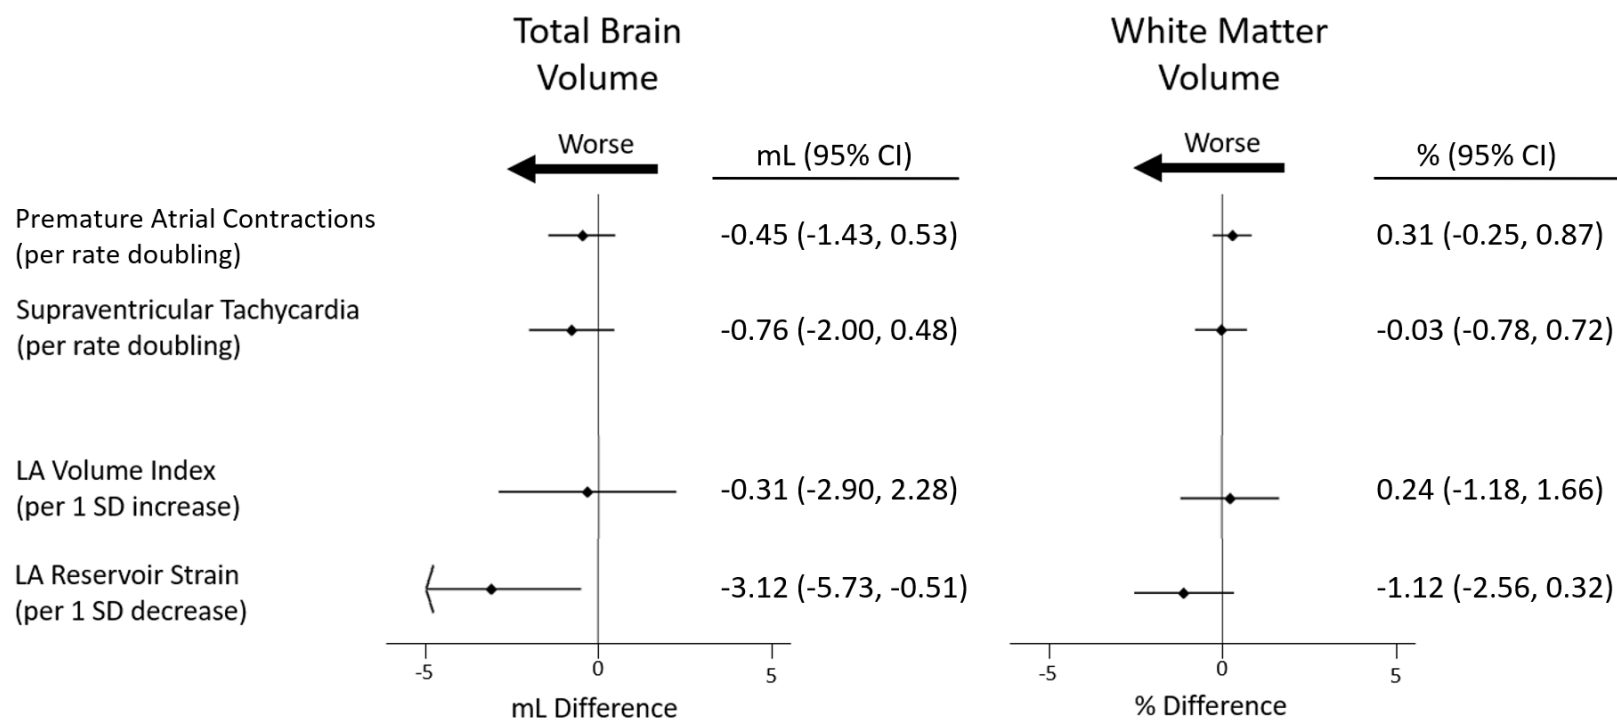 Total Brain
Volume
White Matter
Volume
Worse
mL (95% CI)
Worse
% (95% CI)
Premature Atrial Contractions
(per rate doubling)
-0.45 (-1.43, 0.53)
0.31 (-0.25, 0.87)
Supraventricular Tachycardia
(per rate doubling)
-0.76 (-2.00, 0.48)
-0.03 (-0.78, 0.72)
LA Volume Index
(per 1 SD increase)
-0.31 (-2.90, 2.28)
0.24 (-1.18, 1.66)
LA Reservoir Strain
(per 1 SD decrease)
-3.12 (-5.73, -0.51)
-1.12 (-2.56, 0.32)
-5 0 5
mL Difference
-5 0 5
% Difference